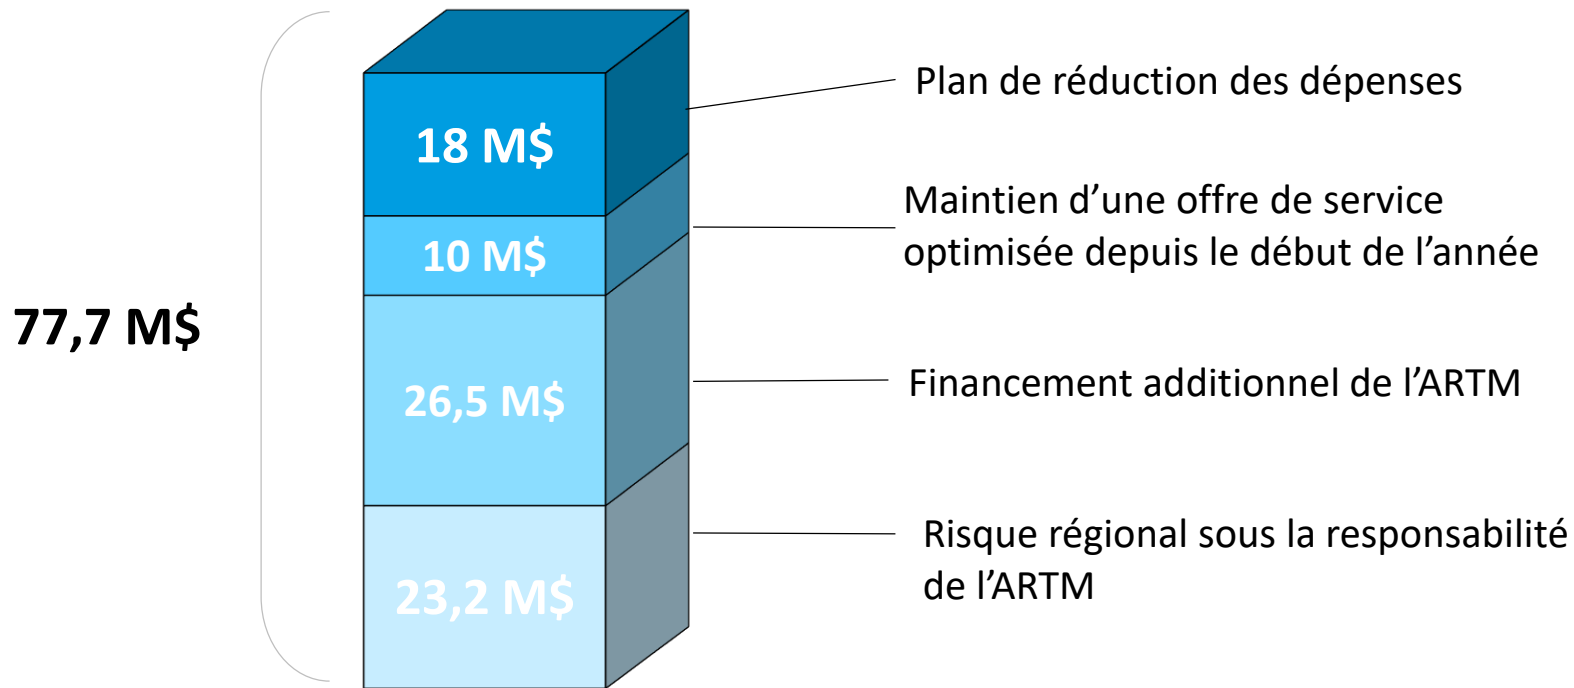 77,7 M$
18 M$
Plan de réduction des dépenses
10 M$
Maintien d’une offre de service
optimisée depuis le début de l’année
26,5 M$
Financement additionnel de l’ARTM
23,2 M$
Risque régional sous la responsabilité
de l’ARTM